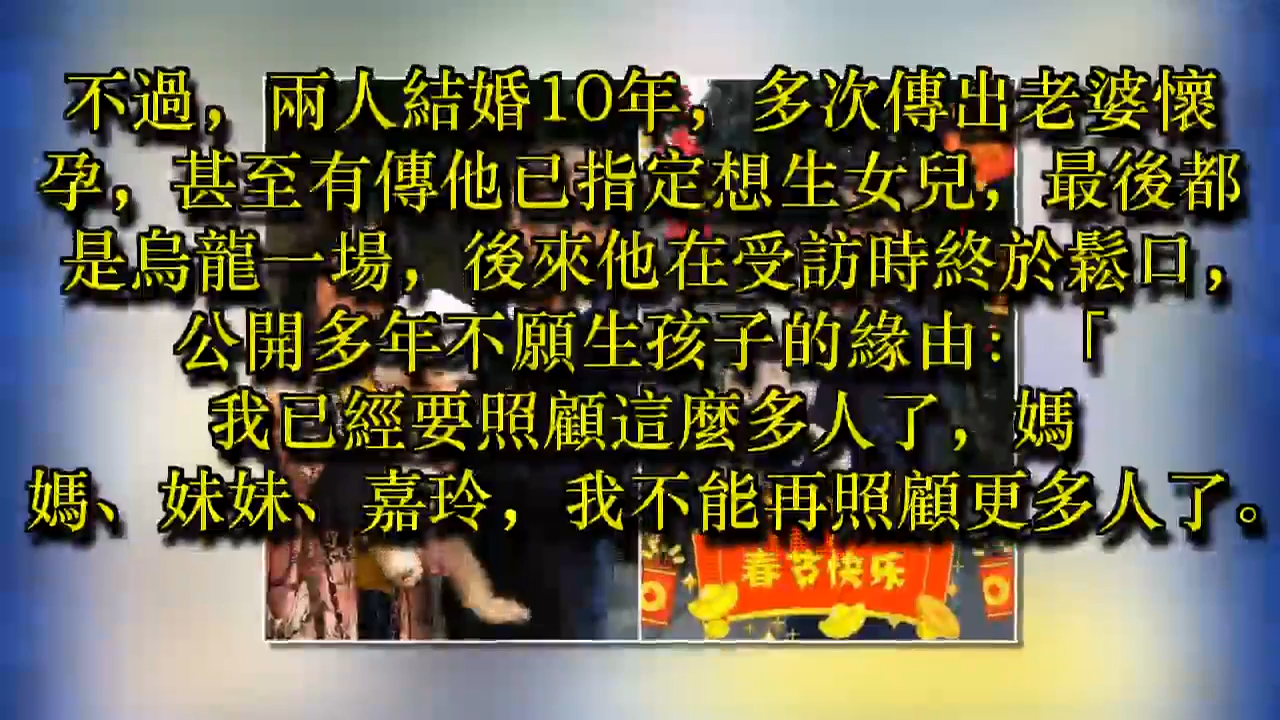 不過，兩人結婚10年，多次傳出老婆懷
孕，甚至有傳他已指定想生女兒，最後都
是烏龍一場，後來他在受訪時終於鬆口，
公開多年不願生孩子的緣由：「
我已經要照顧這麼多人了，媽
媽、妹妹、嘉玲，我不能再照顧更多人了。
春节快乐